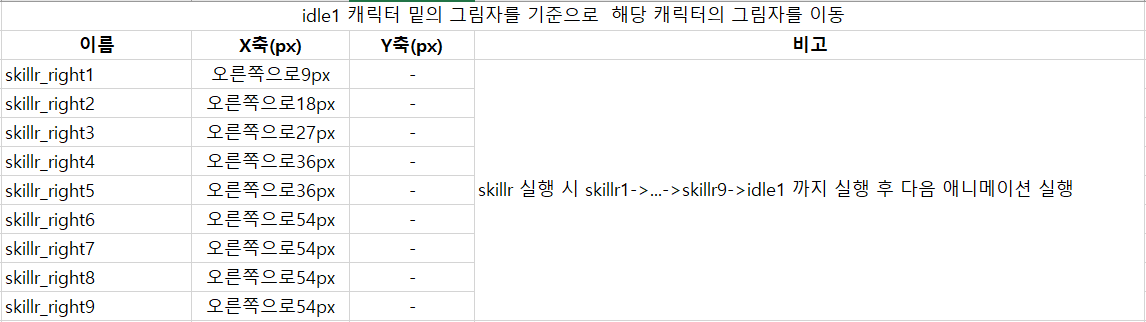 idle1 캐릭터 밑의 그림자를 기준으로 해당 캐릭터의 그림자를 이동
이름 X축(px) Y축(px) 비고
skillr_right1 오른쪽으로9px -
skillr_right2 오른쪽으로18px -
skillr_right3 오른쪽으로27px -
skillr_right4 오른쪽으로36px -
skillr_right5 오른쪽으로36px - skillr 실행 시 skillr1->...->skillr9->idle1 까지 실행 후 다음 애니메이션 실행
skillr_right6 오른쪽으로54px -
skillr_right7 오른쪽으로54px -
skillr_right8 오른쪽으로54px -
skillr_right9 오른쪽으로54px -